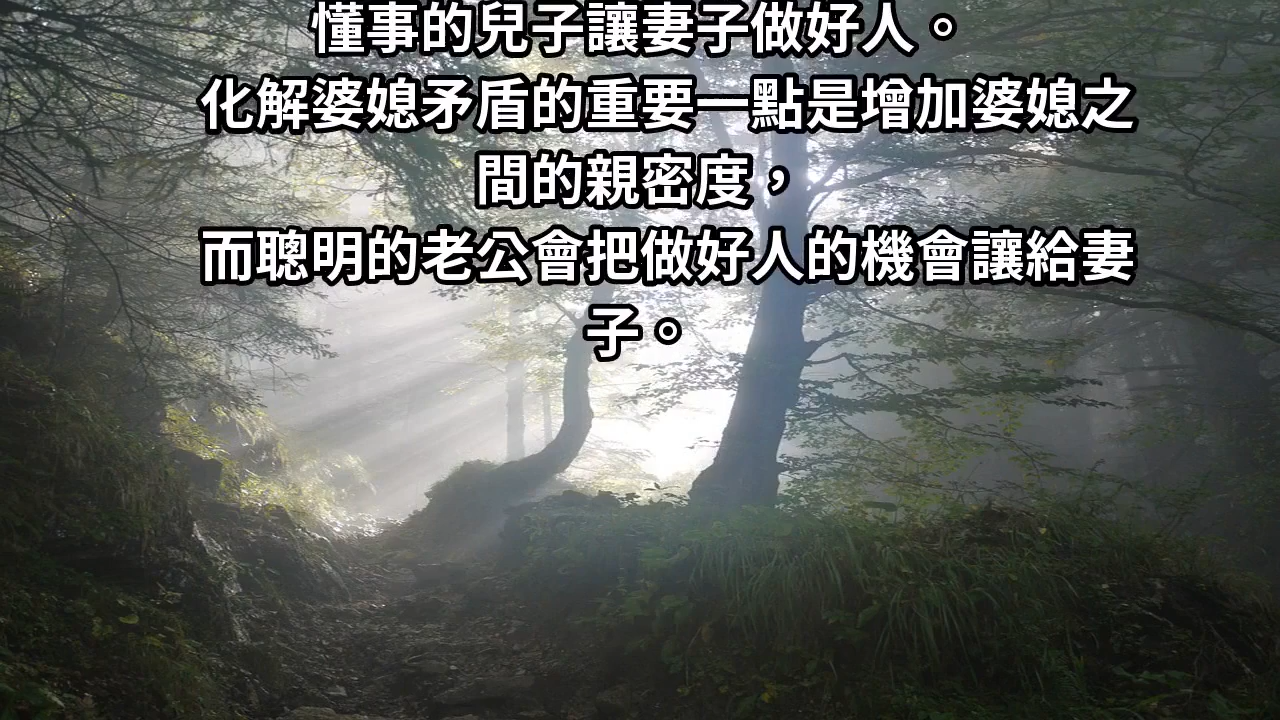 懂事的兒子讓妻子做好人。
化解婆媳矛盾的重要一點是增加婆媳之
間的親密度，
而聰明的老公會把做好人的機會讓給妻
子。